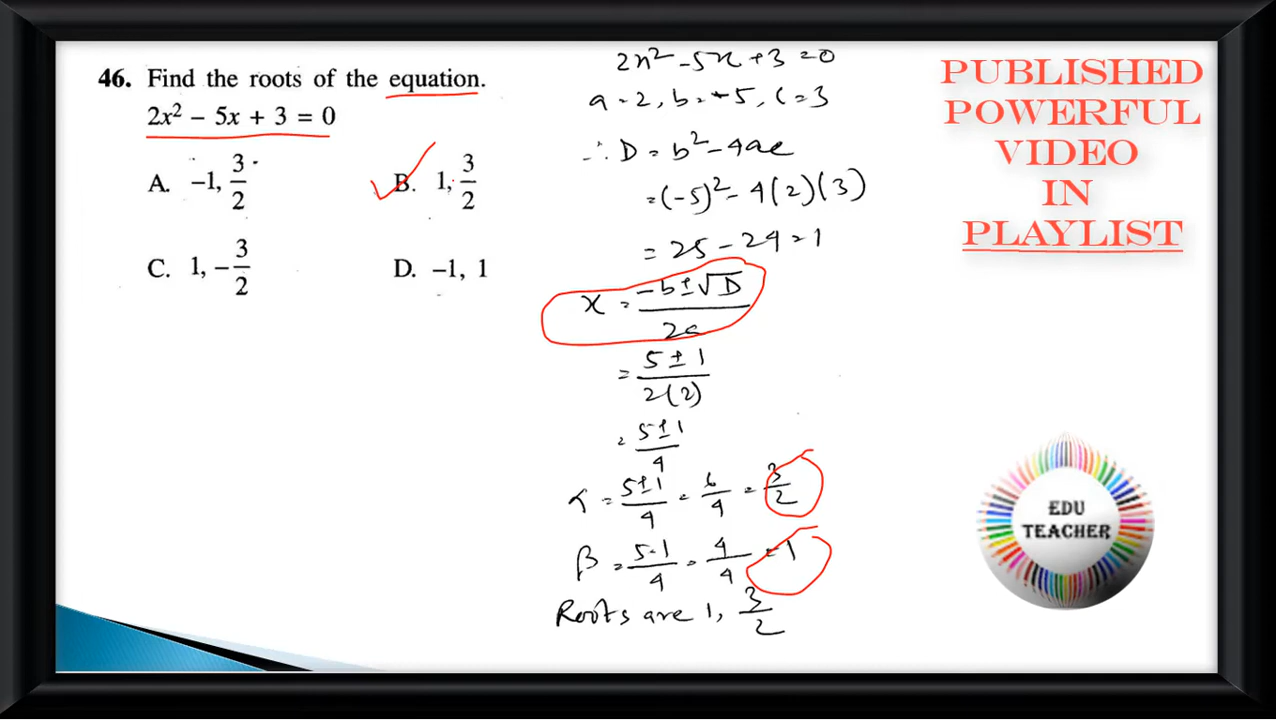 46. Find the roots of the equation.
2x² – 5x + 3 = 0
A. –1, 3/2
B. 1, 3/2
C. 1, –3/2
D. –1, 1
2x² - 5x + 3 = 0
a = 2, b = -5, c = 3
∴ D = b² - 4ac
= (-5)² - 4(2)(3)
= 25 - 24 = 1
x = (-b ± √D)/2a
= (5 ± 1)/2(2)
= (5 ± 1)/4
α = (5 ± 1)/4 = 6/4 = 3/2
β = (5 - 1)/4 = 4/4 = 1
Roots are 1, 3/2
PUBLISHED
POWERFUL
VIDEO
IN
PLAYLIST
EDU
TEACHER